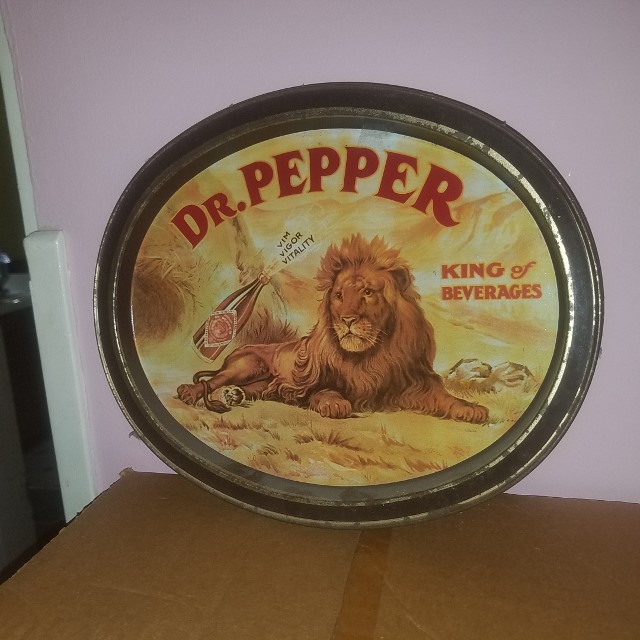 DR. PEPPER
VIM
VIGOR
VITALITY
KING of
BEVERAGES